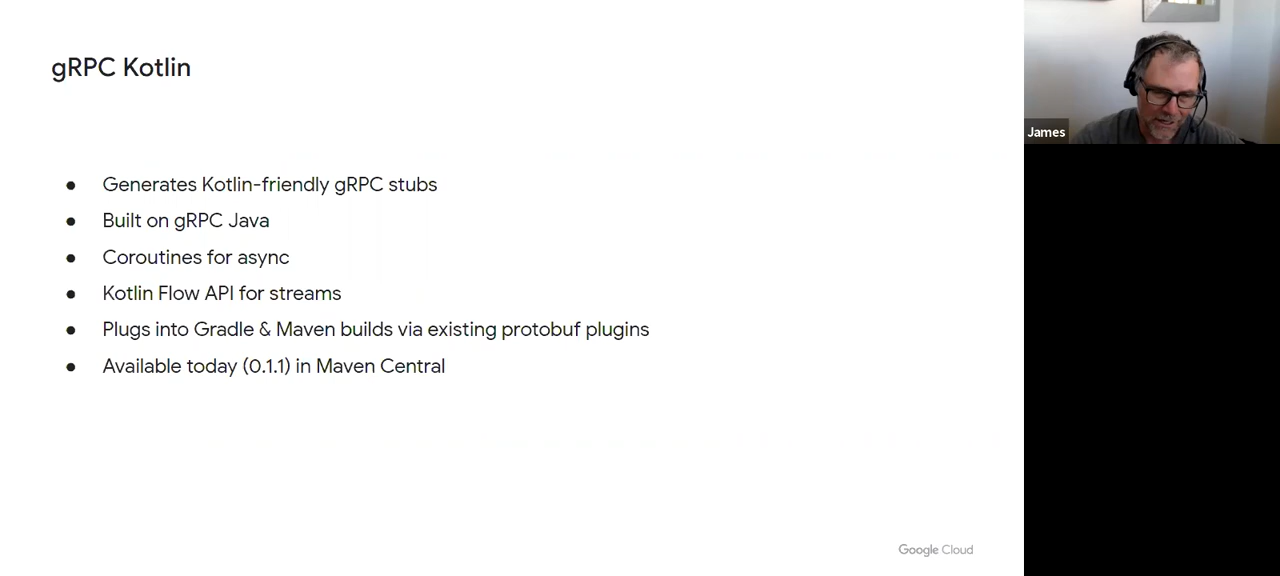 gRPC Kotlin
● Generates Kotlin-friendly gRPC stubs
● Built on gRPC Java
● Coroutines for async
● Kotlin Flow API for streams
● Plugs into Gradle & Maven builds via existing protobuf plugins
● Available today (0.1.1) in Maven Central
Google Cloud
James